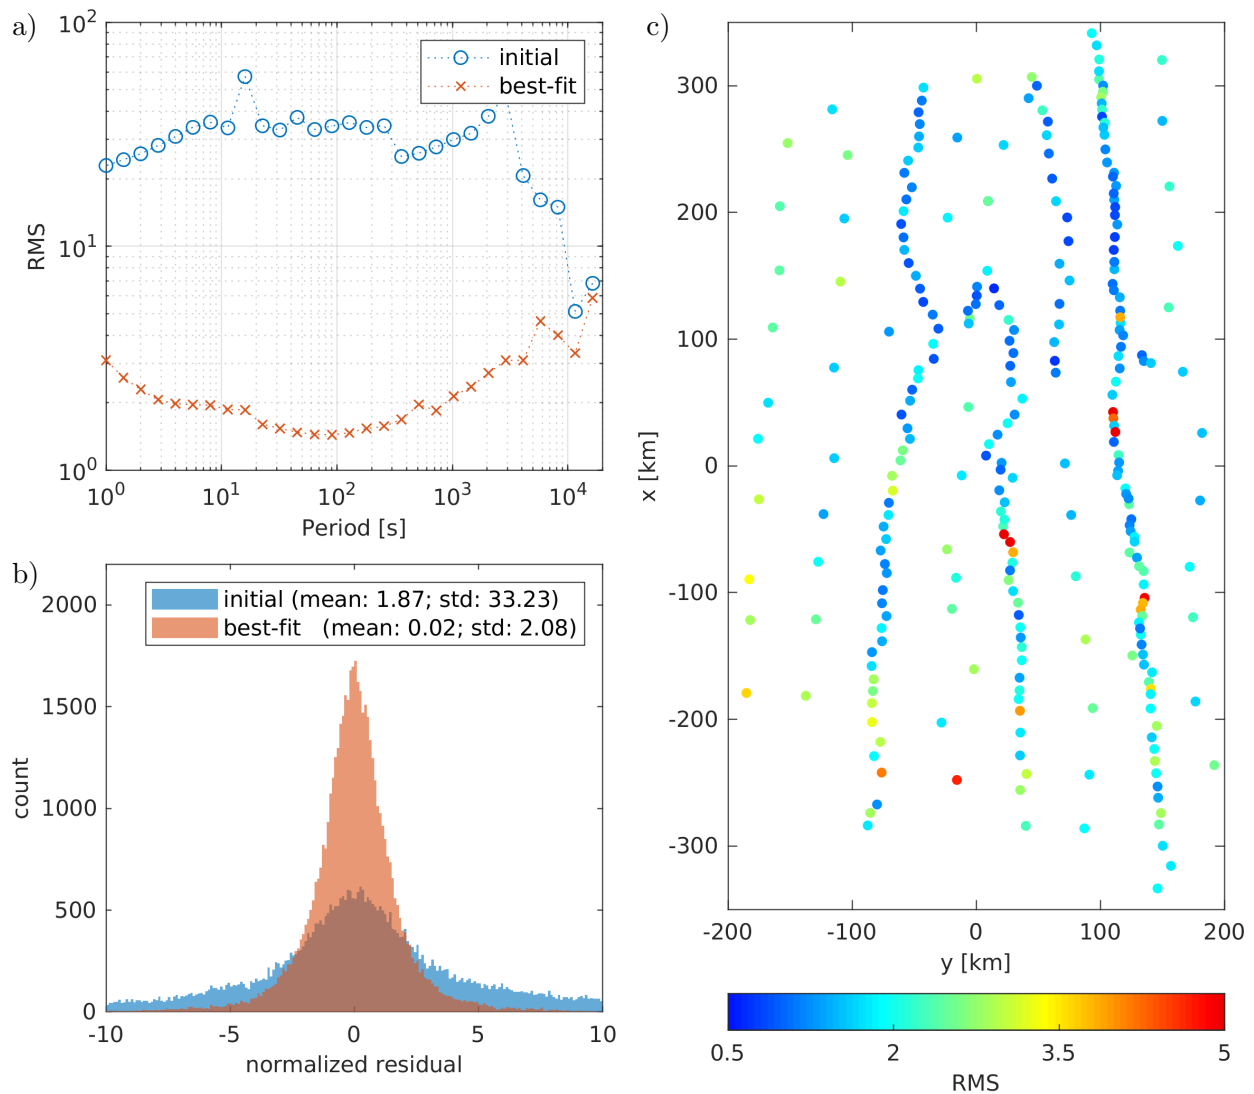 a)
10²
10¹
10⁰
RMS
initial
best-fit
10⁰ 10¹ 10² 10³ 10⁴
Period [s]
b)
2000
1500
1000
500
0
count
initial (mean: 1.87; std: 33.23)
best-fit (mean: 0.02; std: 2.08)
-10 -5 0 5 10
normalized residual
c)
300
200
100
0
-100
-200
-300
x [km]
-200 -100 0 100 200
y [km]
0.5 2 3.5 5
RMS